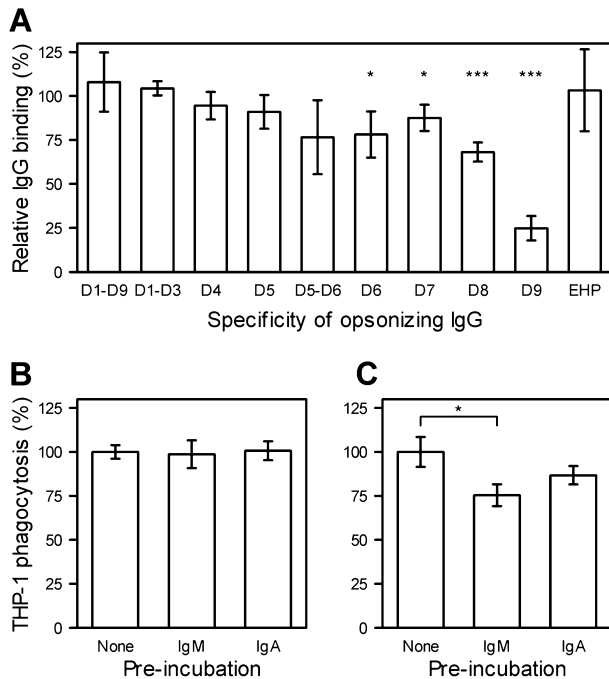 A
Relative IgG binding (%)
125
100
75
50
25
0
* * *** ***
D1-D9 D1-D3 D4 D5 D5-D6 D6 D7 D8 D9 EHP
Specificity of opsonizing IgG
B
THP-1 phagocytosis (%)
125
100
75
50
25
0
None IgM IgA
Pre-incubation
C
125
100
75
50
25
0
*
None IgM IgA
Pre-incubation